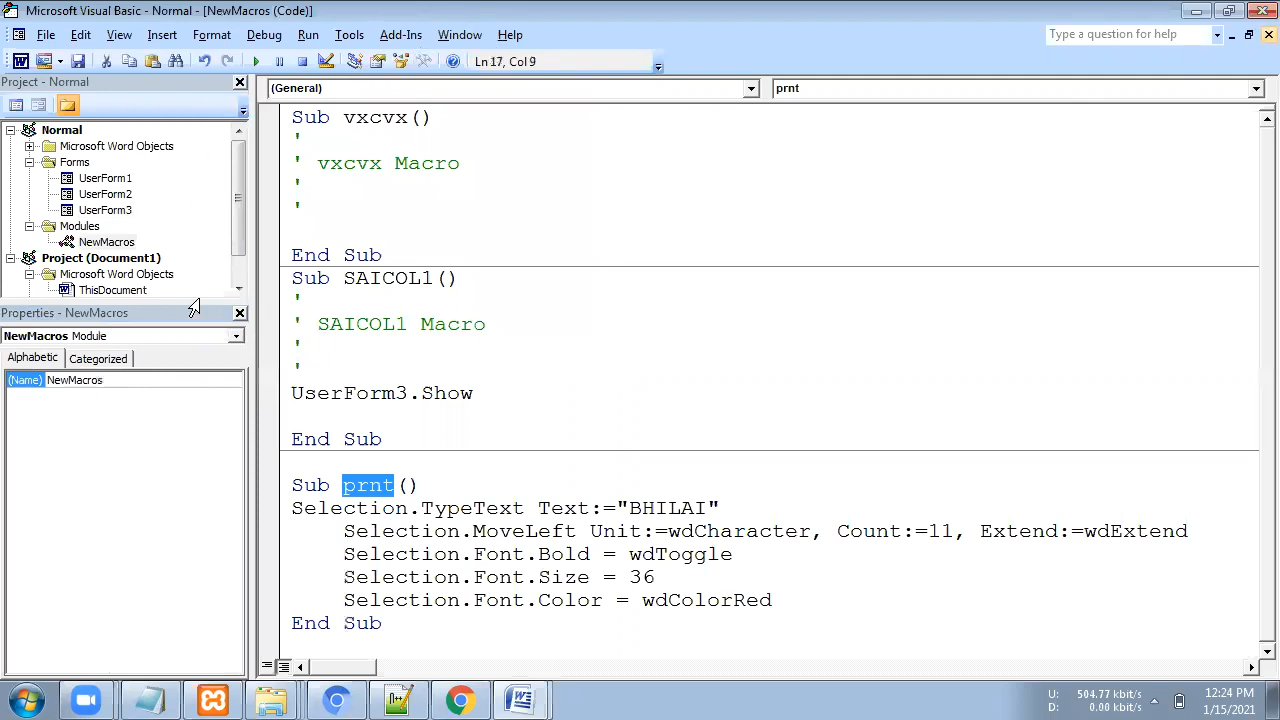 Microsoft Visual Basic - Normal - [NewMacros (Code)]
File Edit View Insert Format Debug Run Tools Add-Ins Window Help
Type a question for help
Ln 17, Col 9
Project - Normal
(General)
prnt
Normal
Microsoft Word Objects
Forms
UserForm1
UserForm2
UserForm3
Modules
NewMacros
Project (Document1)
Microsoft Word Objects
ThisDocument
Properties - NewMacros
NewMacros Module
Alphabetic Categorized
(Name) NewMacros
Sub vxcvx()
'
' vxcvx Macro
'
'
End Sub
Sub SAICOL1()
'
' SAICOL1 Macro
'
'
UserForm3.Show
End Sub
Sub prnt()
Selection.TypeText Text:="BHILAI"
Selection.MoveLeft Unit:=wdCharacter, Count:=11, Extend:=wdExtend
Selection.Font.Bold = wdToggle
Selection.Font.Size = 36
Selection.Font.Color = wdColorRed
End Sub
U: 504.77 kbit/s
D: 0.00 kbit/s
12:24 PM
1/15/2021